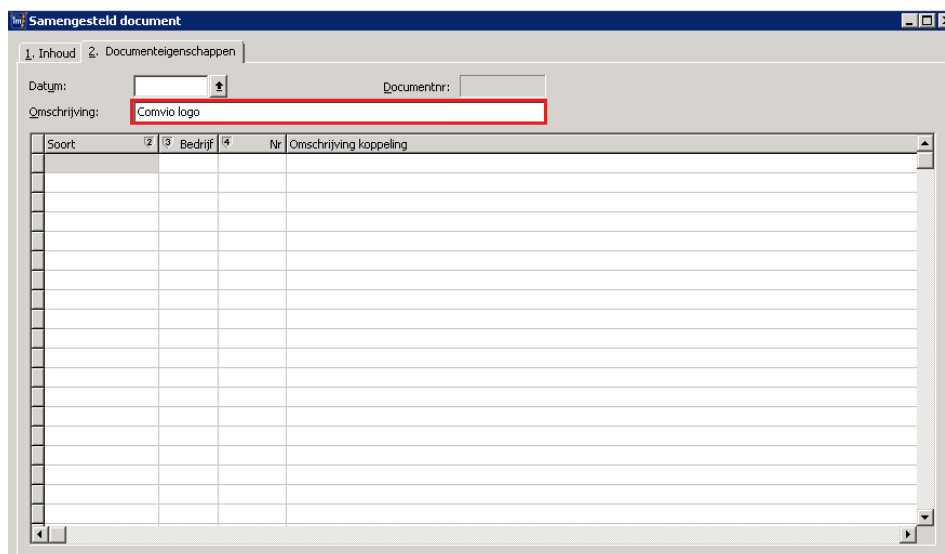 Samengesteld document
1. Inhoud 2. Documenteigenschappen
Datum: Documentnr:
Omschrijving: Comvio logo
Soort 2 3 Bedrijf 4 Nr Omschrijving koppeling